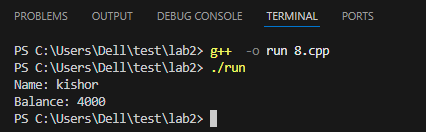 PROBLEMS OUTPUT DEBUG CONSOLE TERMINAL PORTS
PS C:\Users\Dell\test\lab2> g++  -o run 8.cpp
PS C:\Users\Dell\test\lab2> ./run
Name: kishor
Balance: 4000
PS C:\Users\Dell\test\lab2>